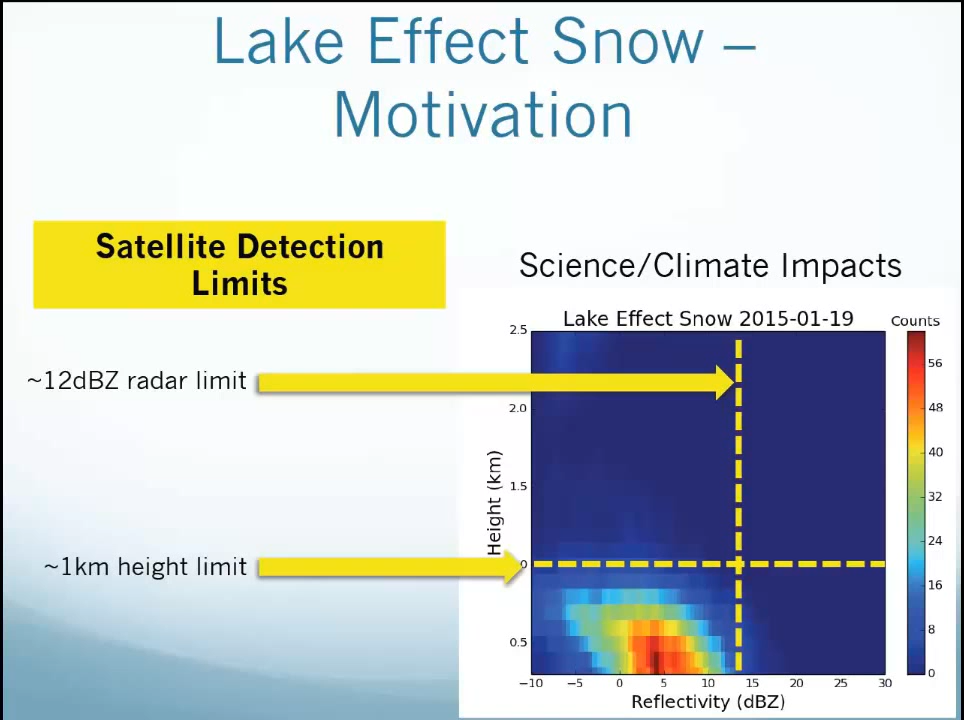 Lake Effect Snow –
Motivation
Satellite Detection
Limits
Science/Climate Impacts
~12dBZ radar limit
~1km height limit
Lake Effect Snow 2015-01-19
Counts
2.5
2.0
1.5
0
0.5
Height (km)
−10 −5 0 5 10 15 20 25 30
Reflectivity (dBZ)
56
48
40
32
24
16
8
0